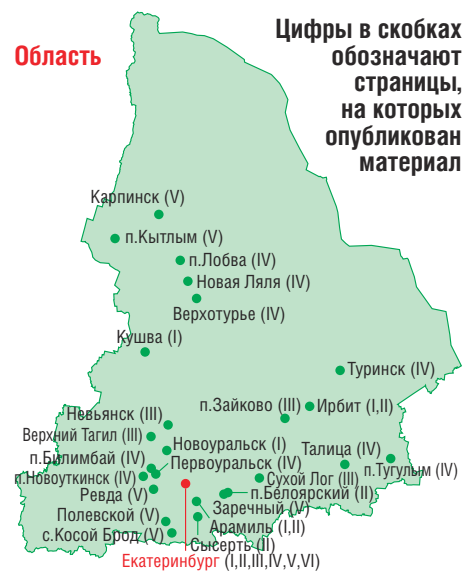 Область
Цифры в скобках
обозначают
страницы,
на которых
опубликован
материал
Карпинск (V)
п.Кытлым (V)
п.Лобва (IV)
Новая Ляля (IV)
Верхотурье (IV)
Кушва (I)
Туринск (IV)
п.Зайково (III)
Ирбит (I,II)
Невьянск (III)
Верхний Тагил (III)
Новоуральск (I)
Талица (IV)
п.Билимбай (IV)
Первоуральск (IV)
п.Тугулым (IV)
п.Новоуткинск (IV)
Сухой Лог (III)
Ревда (V)
п.Белоярский (II)
Заречный (V)
Полевской (V)
Арамиль (I,II)
с.Косой Брод (V)
Сысерть (II)
Екатеринбург (I,II,III,IV,V,VI)